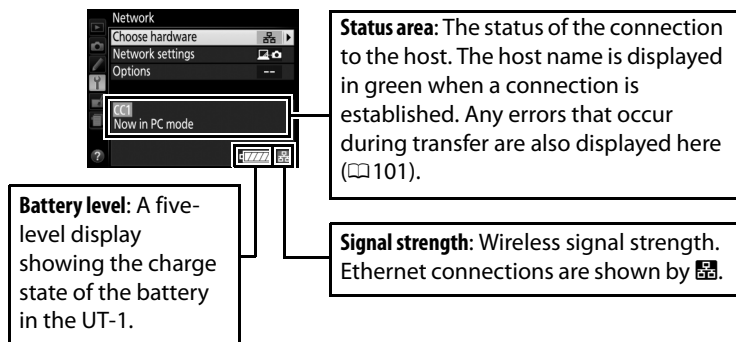 Network
Choose hardware
Network settings
Options
--
CC1
Now in PC mode
?
Status area: The status of the connection
to the host. The host name is displayed
in green when a connection is
established. Any errors that occur
during transfer are also displayed here
(101).
Battery level: A five-
level display
showing the charge
state of the battery
in the UT-1.
Signal strength: Wireless signal strength.
Ethernet connections are shown by .